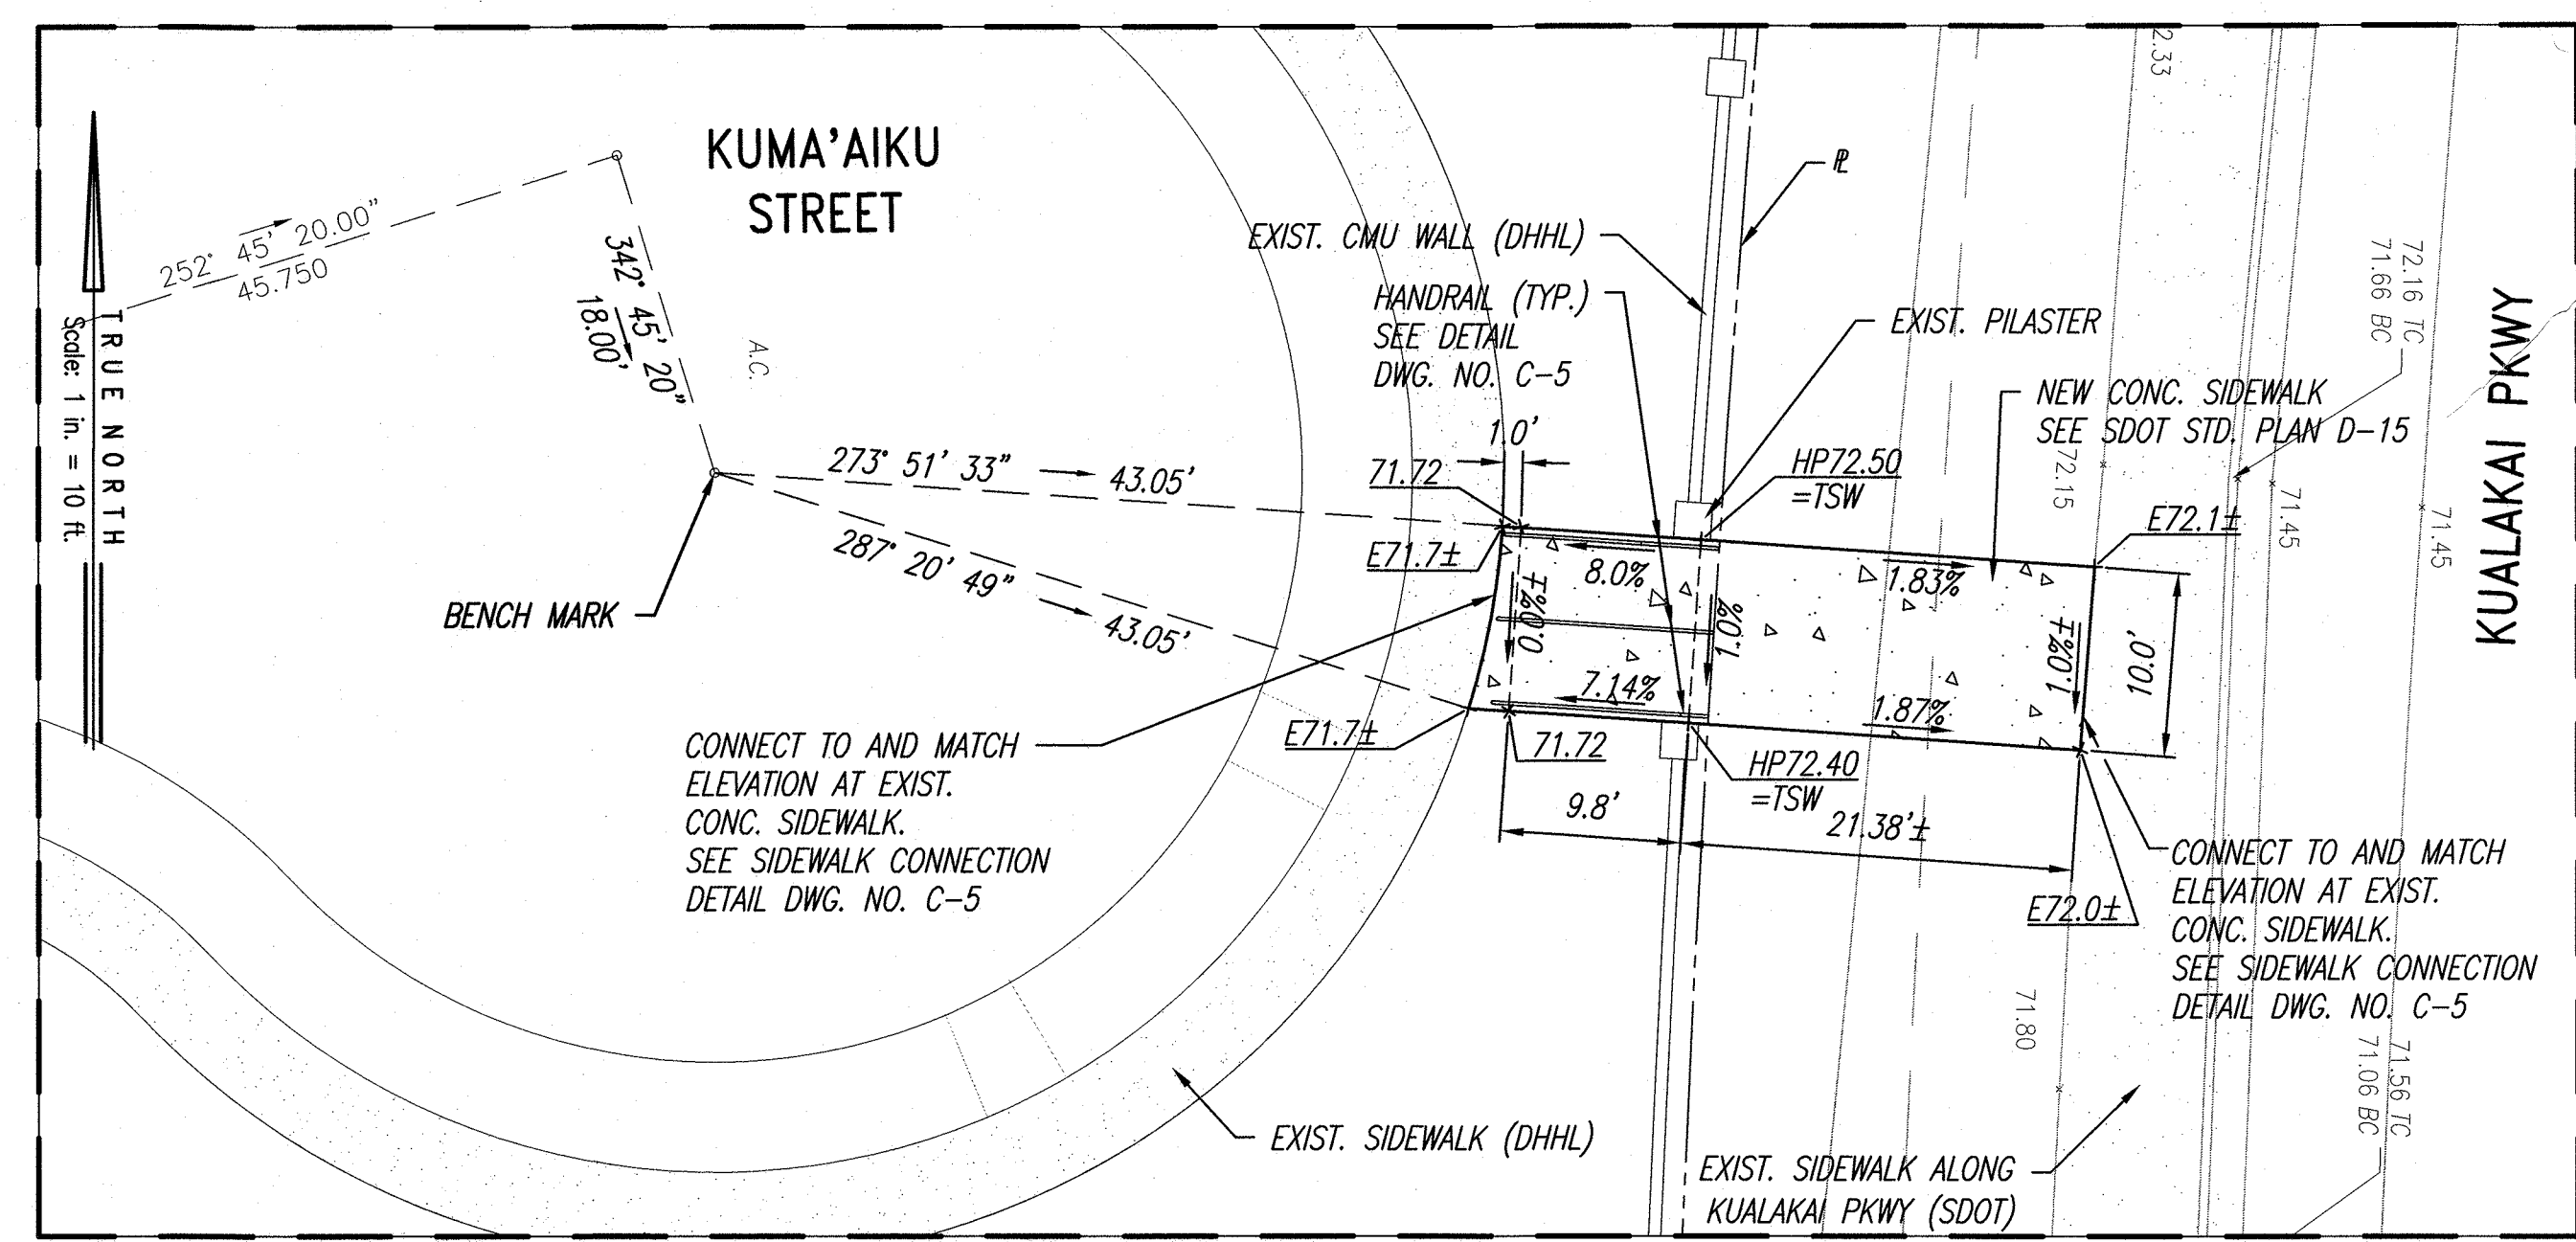 KUMA'AIKU
STREET
252° 45' 20.00"
45.750
342° 45' 20"
18.00'
A.C.
TRUE NORTH
Scale: 1 in. = 10 ft.
273° 51' 33" 43.05'
287° 20' 49" 43.05'
BENCH MARK
CONNECT TO AND MATCH
ELEVATION AT EXIST.
CONC. SIDEWALK.
SEE SIDEWALK CONNECTION
DETAIL DWG. NO. C-5
EXIST. CMU WALL (DHHL)
HANDRAIL (TYP.)
SEE DETAIL
DWG. NO. C-5
1.0'
71.72
E71.7±
E71.7±
71.72
9.8'
0.0%±
8.0%
7.14%
1.0%
1.83%
1.87%
1.0%±
10.0'
21.38'±
HP72.50
=TSW
HP72.40
=TSW
℄
EXIST. PILASTER
NEW CONC. SIDEWALK
SEE SDOT STD. PLAN D-15
E72.1±
E72.0±
2.33
72.15
71.80
72.16 TC
71.66 BC
71.45
71.45
KUALAKAI PKWY
CONNECT TO AND MATCH
ELEVATION AT EXIST.
CONC. SIDEWALK.
SEE SIDEWALK CONNECTION
DETAIL DWG. NO. C-5
71.56 TC
71.06 BC
EXIST. SIDEWALK (DHHL)
EXIST. SIDEWALK ALONG
KUALAKAI PKWY (SDOT)